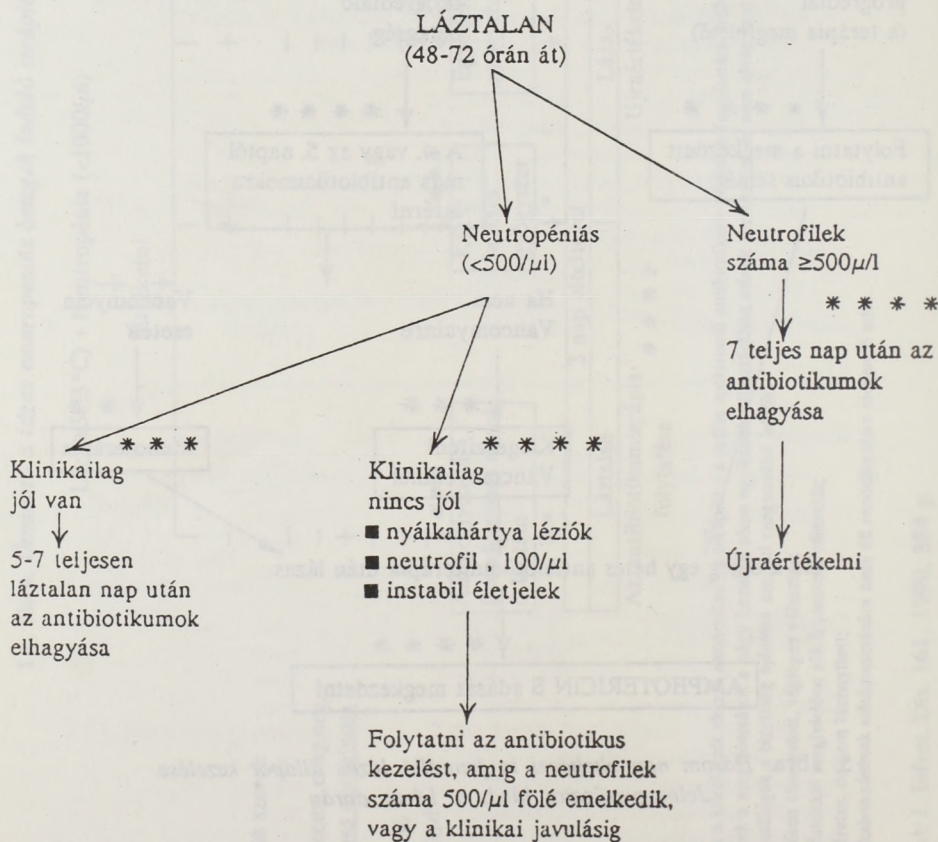 LÁZTALAN
(48-72 órán át)
Neutropéniás
(<500/µl)
Neutrofilek
száma ≥500µ/l
* * * *
7 teljes nap után az
antibiotikumok
elhagyása
Újraértékelni
* * *
Klinikailag
jól van
5-7 teljesen
láztalan nap után
az antibiotikumok
elhagyása
* * * *
Klinikailag
nincs jól
■ nyálkahártya léziók
■ neutrofil , 100/µl
■ instabil életjelek
Folytatni az antibiotikus
kezelést, amig a neutrofilek
száma 500/µl fölé emelkedik,
vagy a klinikai javulásig